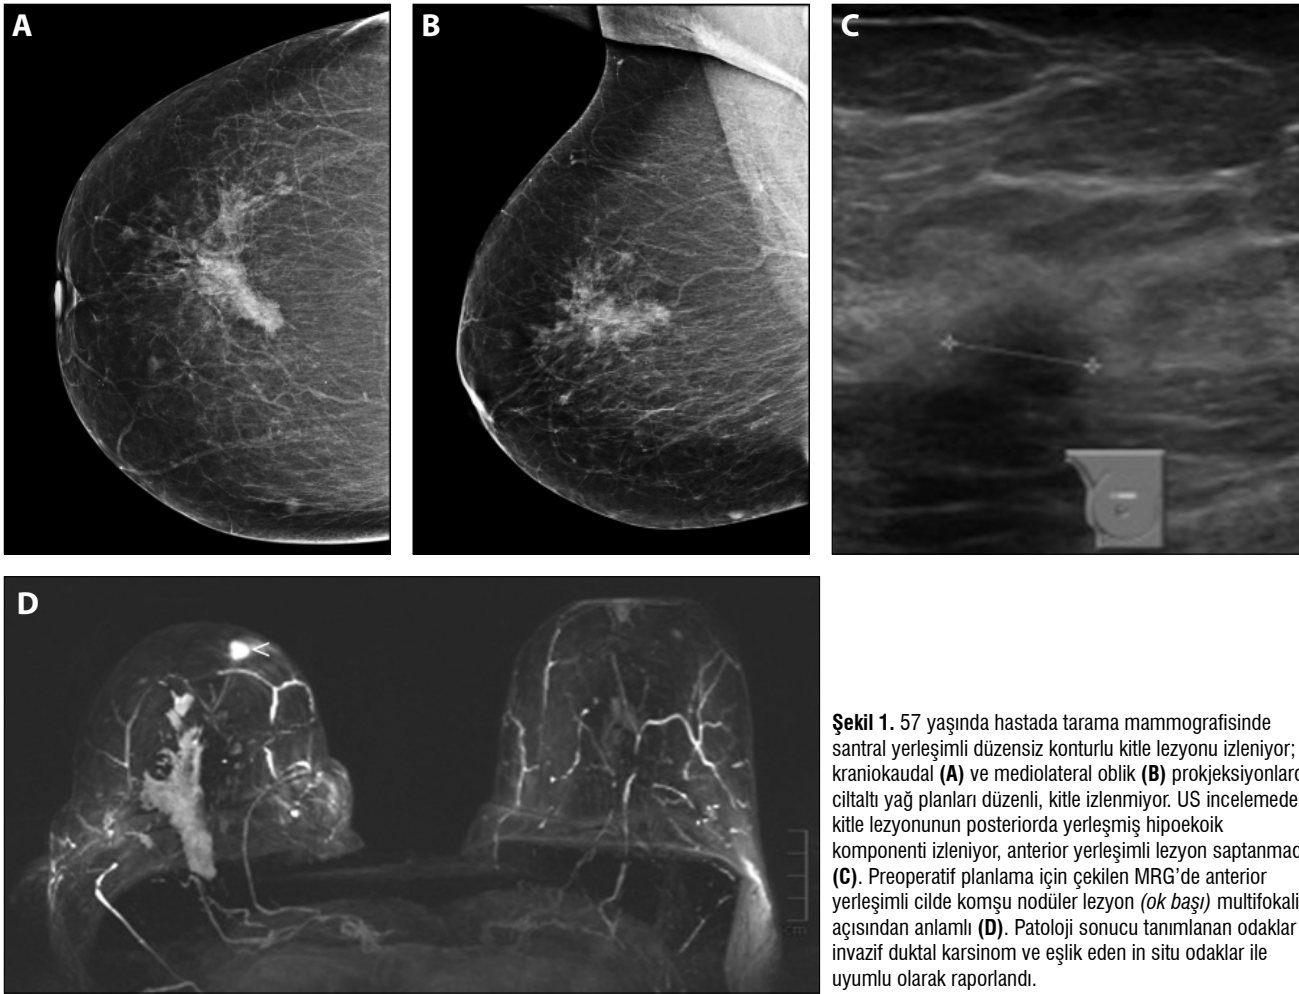 A
B
C
D
Şekil 1. 57 yaşında hastada tarama mammografisinde
santral yerleşimli düzensiz konturlu kitle lezyonu izleniyor;
kraniokaudal (A) ve mediolateral oblik (B) prokjeksiyonlard
ciltaltı yağ planları düzenli, kitle izlenmiyor. US incelemede
kitle lezyonunun posteriorda yerleşmiş hipoekoik
komponenti izleniyor, anterior yerleşimli lezyon saptanmad
(C). Preoperatif planlama için çekilen MRG’de anterior
yerleşimli cilde komşu nodüler lezyon (ok başı) multifokali
açısından anlamlı (D). Patoloji sonucu tanımlanan odaklar
invazif duktal karsinom ve eşlik eden in situ odaklar ile
uyumlu olarak raporlandı.